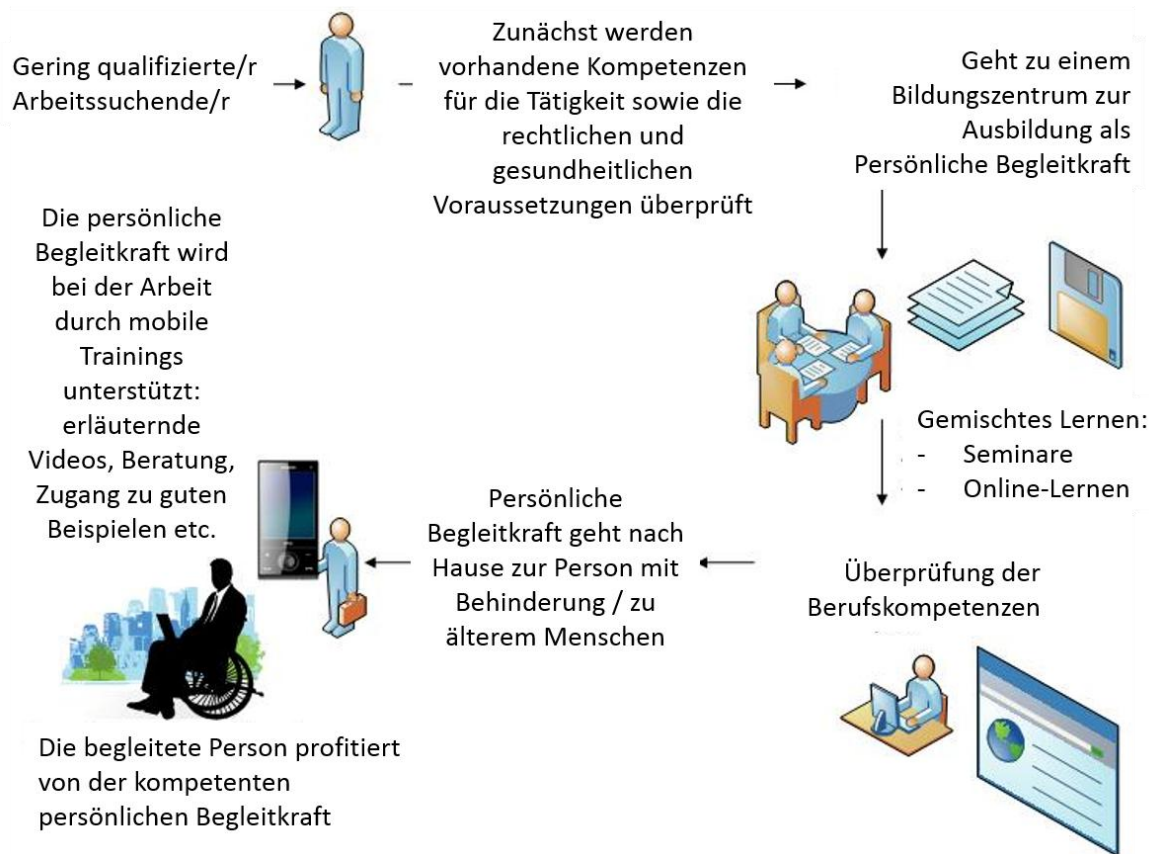 Gering qualifizierte/r
Arbeitssuchende/r
Zunächst werden
vorhandene Kompetenzen
für die Tätigkeit sowie die
rechtlichen und
gesundheitlichen
Voraussetzungen überprüft
Geht zu einem
Bildungszentrum zur
Ausbildung als
Persönliche Begleitkraft
Gemischtes Lernen:
- Seminare
- Online-Lernen
Überprüfung der
Berufskompetenzen
Persönliche
Begleitkraft geht nach
Hause zur Person mit
Behinderung / zu
älterem Menschen
Die persönliche
Begleitkraft wird
bei der Arbeit
durch mobile
Trainings
unterstützt:
erläuternde
Videos, Beratung,
Zugang zu guten
Beispielen etc.
Die begleitete Person profitiert
von der kompetenten
persönlichen Begleitkraft